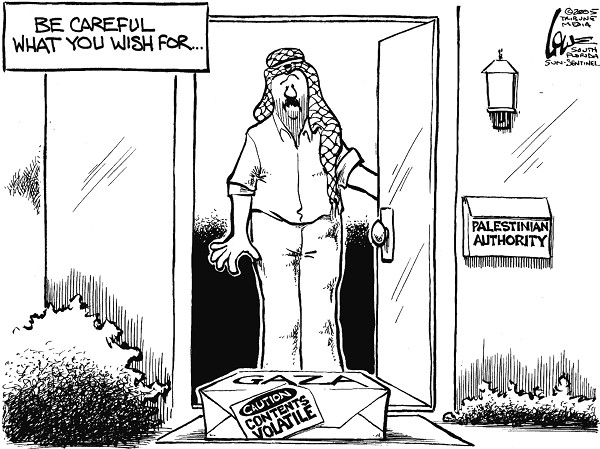 BE CAREFUL
WHAT YOU WISH FOR...
©2005
TRIBUNE
MEDIA
LOWE
SOUTH
FLORIDA
SUN-SENTINEL
PALESTINIAN
AUTHORITY
GAZA
CAUTION
CONTENTS
VOLATILE